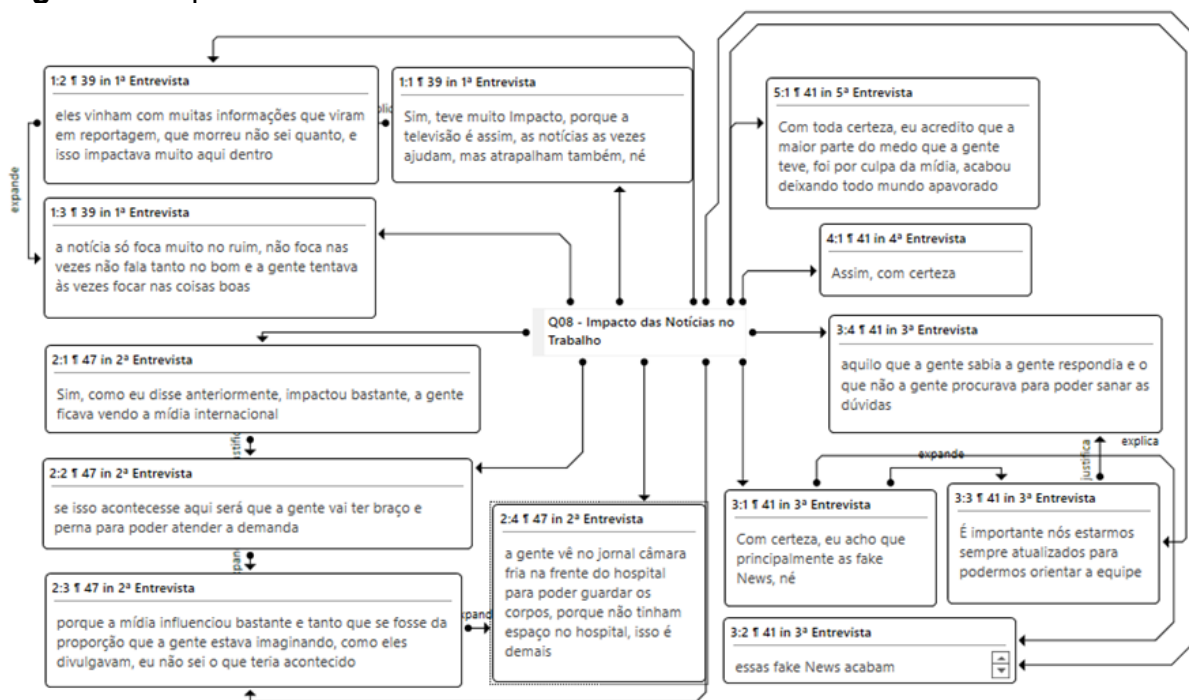 1:2 ¶ 39 in 1ª Entrevista
eles vinham com muitas informações que viram
em reportagem, que morreu não sei quanto, e
isso impactava muito aqui dentro
1:1 ¶ 39 in 1ª Entrevista
Sim, teve muito Impacto, porque a
televisão é assim, as notícias as vezes
ajudam, mas atrapalham também, né
expande
1:3 ¶ 39 in 1ª Entrevista
a notícia só foca muito no ruim, não foca nas
vezes não fala tanto no bom e a gente tentava
às vezes focar nas coisas boas
5:1 ¶ 41 in 5ª Entrevista
Com toda certeza, eu acredito que a
maior parte do medo que a gente
teve, foi por culpa da mídia, acabou
deixando todo mundo apavorado
4:1 ¶ 41 in 4ª Entrevista
Assim, com certeza
Q08 - Impacto das Notícias no
Trabalho
3:4 ¶ 41 in 3ª Entrevista
aquilo que a gente sabia a gente respondia e o
que não a gente procurava para poder sanar as
dúvidas
2:1 ¶ 47 in 2ª Entrevista
Sim, como eu disse anteriormente, impactou bastante, a gente
ficava vendo a mídia internacional
2:2 ¶ 47 in 2ª Entrevista
se isso acontecesse aqui será que a gente vai ter braço e
perna para poder atender a demanda
2:3 ¶ 47 in 2ª Entrevista
porque a mídia influenciou bastante e tanto que se fosse da
proporção que a gente estava imaginando, como eles
divulgavam, eu não sei o que teria acontecido
2:4 ¶ 47 in 2ª Entrevista
a gente vê no jornal câmara
fria na frente do hospital
para poder guardar os
corpos, porque não tinham
espaço no hospital, isso é
demais
expande
justifica
explica
3:1 ¶ 41 in 3ª Entrevista
Com certeza, eu acho que
principalmente as fake
News, né
3:3 ¶ 41 in 3ª Entrevista
É importante nós estarmos
sempre atualizados para
podermos orientar a equipe
3:2 ¶ 41 in 3ª Entrevista
essas fake News acabam